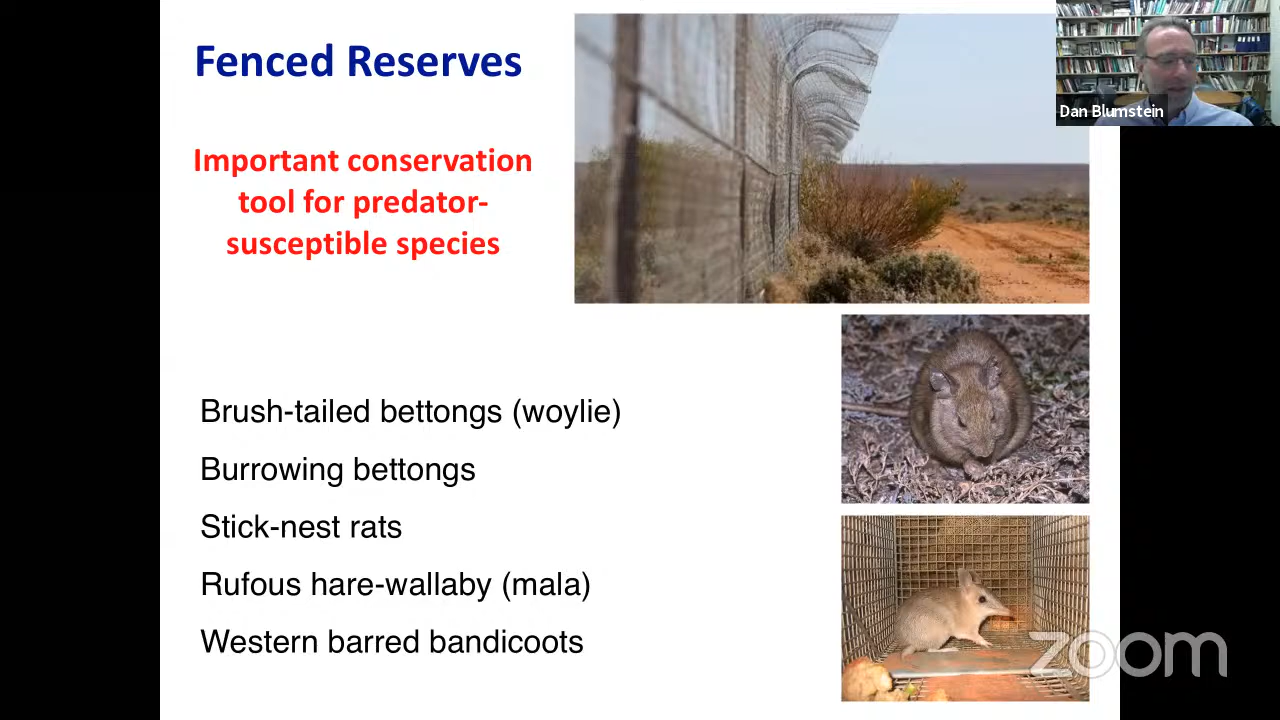 Fenced Reserves
Important conservation
tool for predator-
susceptible species
Dan Blumstein
Brush-tailed bettongs (woylie)
Burrowing bettongs
Stick-nest rats
Rufous hare-wallaby (mala)
Western barred bandicoots
zoom